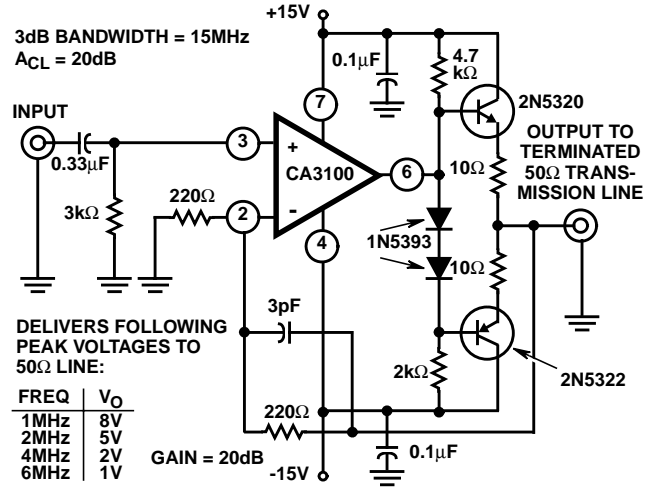 3dB BANDWIDTH = 15MHz
ACL = 20dB
+15V
0.1μF
4.7
kΩ
2N5320
INPUT
7
OUTPUT TO
TERMINATED
50Ω TRANS-
MISSION LINE
3
+
CA3100
6
10Ω
0.33μF
220Ω
2
-
3kΩ
4
1N5393
10Ω
3pF
DELIVERS FOLLOWING
PEAK VOLTAGES TO
50Ω LINE:
2kΩ
2N5322
FREQ VO
1MHz 8V
2MHz 5V
4MHz 2V
6MHz 1V
220Ω
GAIN = 20dB
-15V
0.1μF